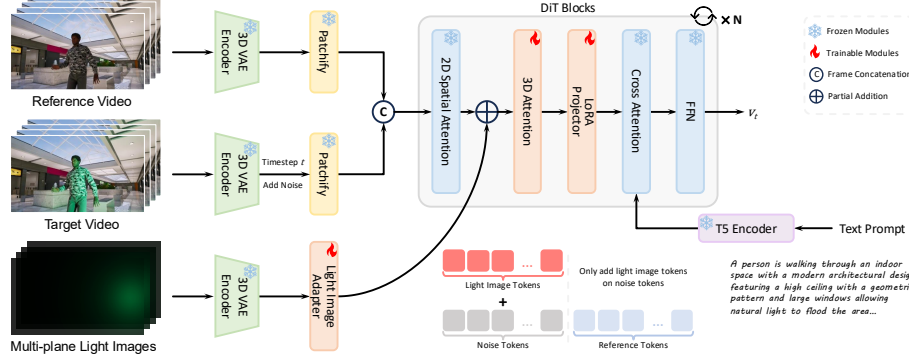 Reference Video
3D VAE
Encoder
Patchify
Target Video
3D VAE
Encoder
Timestep t
Add Noise
Patchify
Multi-plane Light Images
3D VAE
Encoder
Light Image
Adapter
C
DiT Blocks
× N
2D Spatial Attention
3D Attention
LoRA
Projector
Cross Attention
FFN
V_t
Frozen Modules
Trainable Modules
C Frame Concatenation
Partial Addition
T5 Encoder
Text Prompt
A person is walking through an indoor
space with a modern architectural design
featuring a high ceiling with a geometric
pattern and large windows allowing
natural light to flood the area...
...
Light Image Tokens
+
...
Noise Tokens
Only add light image tokens
on noise tokens
...
Reference Tokens